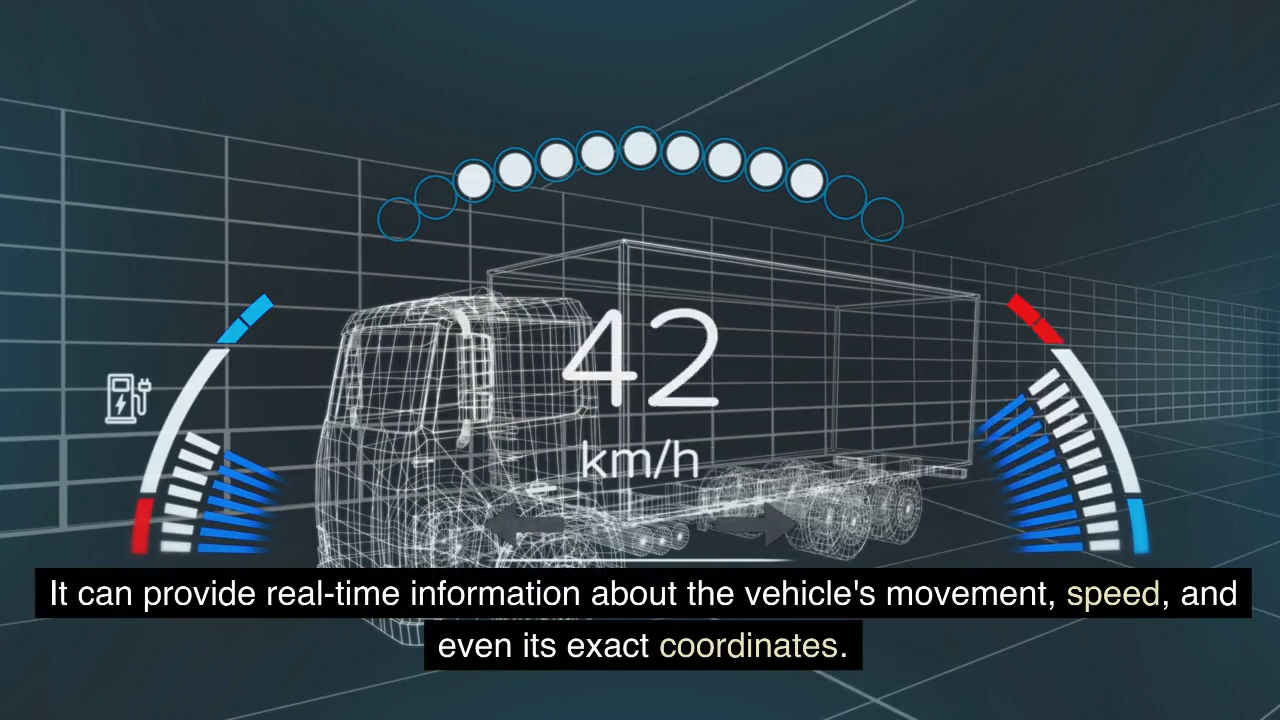 42
km/h
It can provide real-time information about the vehicle's movement, speed, and
even its exact coordinates.